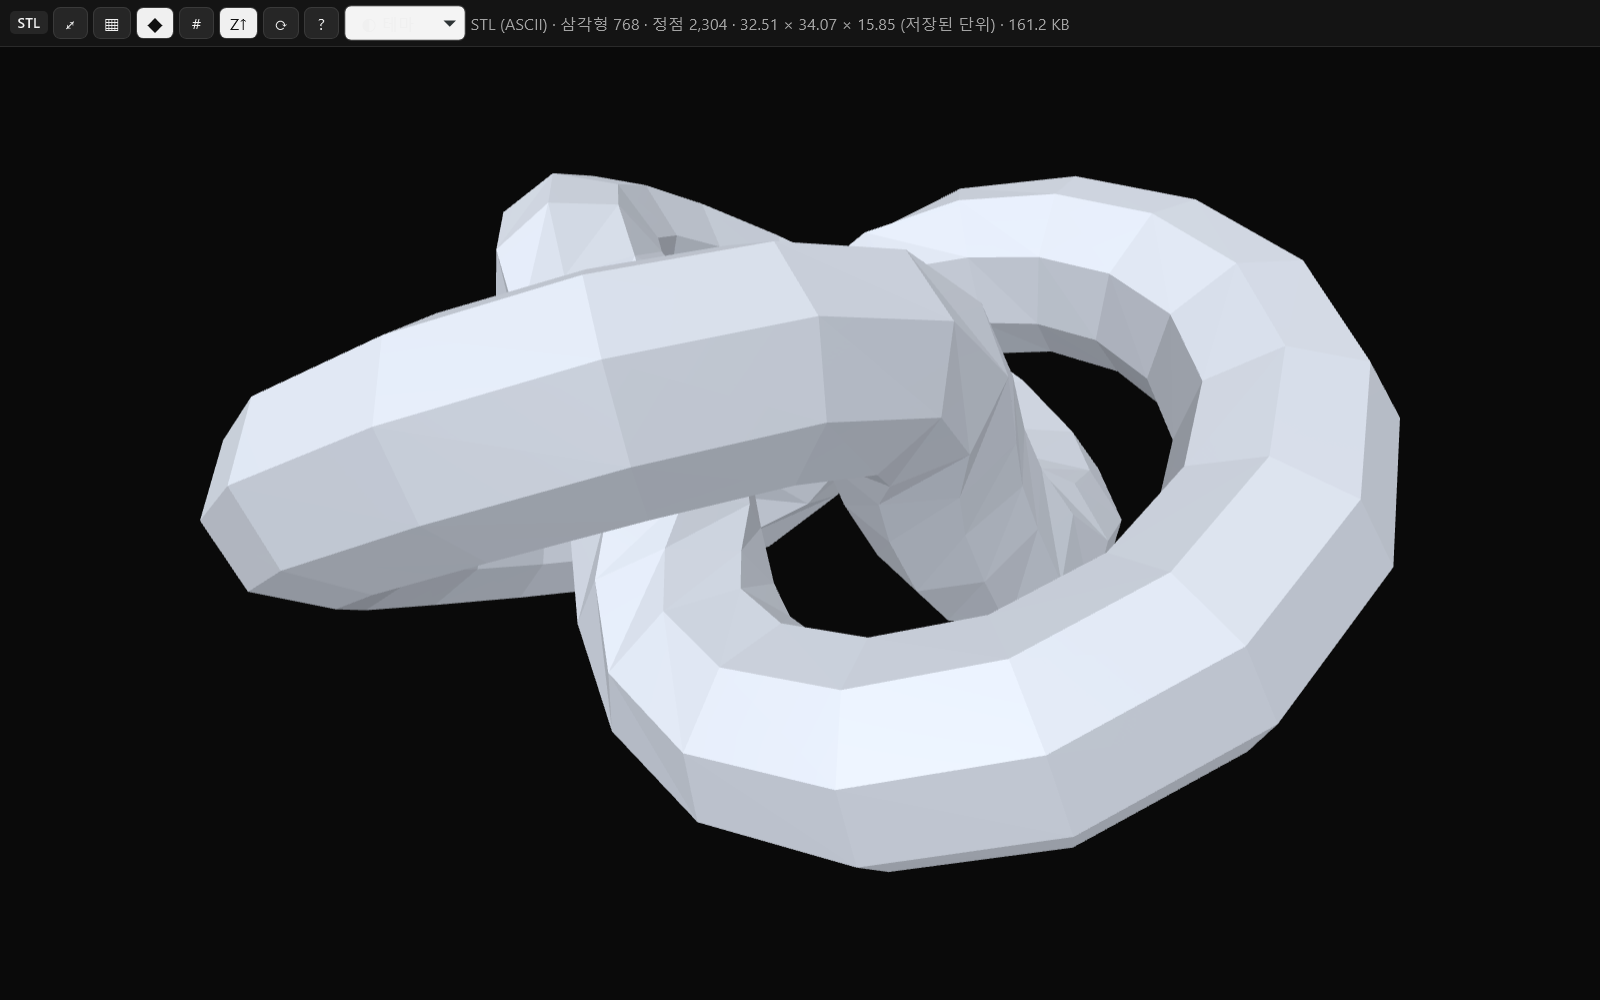 STL # Z↑ ? STL (ASCII) · 삼각형 768 · 정점 2,304 · 32.51 × 34.07 × 15.85 (저장된 단위) · 161.2 KB